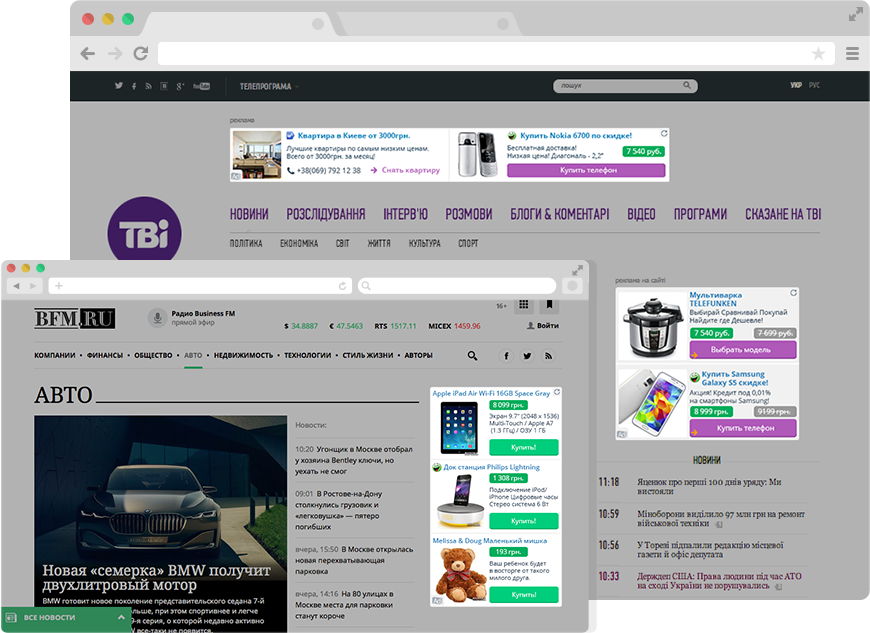 YouTube
ТЕЛЕПРОГРАМА
пошук
УКР РУС
реклама
Квартира в Киеве от 3000грн.
Лучшие квартиры по самым низким ценам.
Всего от 3000грн. за месяц!
+38(069) 792 12 38
Снять квартиру
Купить Nokia 6700 по скидке!
Бесплатная доставка!
Низкая цена! Диагональ - 2,2"
7 540 руб.
Купить телефон
Ad
ТВі
НОВИНИ РОЗСЛІДУВАННЯ ІНТЕРВ'Ю РОЗМОВИ БЛОГИ & КОМЕНТАРІ ВІДЕО ПРОГРАМИ СКАЗАНЕ НА ТВІ
ПОЛІТИКА ЕКОНОМІКА СВІТ ЖИТТЯ КУЛЬТУРА СПОРТ
реклама на сайті
Мультиварка
TELEFUNKEN
Выбирай Сравнивай Покупай
Найдите где Дешевле!
7 540 руб. 7 699 руб.
Выбрать модель
Купить Samsung
Galaxy S5 скидке!
Акция! Кредит под 0,01%
на смартфоны Samsung!
8 999 грн. 9199 грн.
Купить телефон
Ad
НОВИНИ
11:18 Яценюк про перші 100 днів уряду: Ми
вистояли
10:59 Міноборони виділило 97 млн грн на ремонт
військової техніки
10:56 У Торезі підпалили редакцію місцевої
газети й офіс депутата
10:33 Держдеп США: Права людини під час АТО
на сході України не порушувались
BFM.RU
Радио Business FM
прямой эфир
$ 34.8887 € 47.5463 RTS 1517.11 MICEX 1459.96
16+
Войти
КОМПАНИИ • ФИНАНСЫ • ОБЩЕСТВО • АВТО • НЕДВИЖИМОСТЬ • ТЕХНОЛОГИИ • СТИЛЬ ЖИЗНИ • АВТОРЫ
АВТО
Новая «семерка» BMW получит
двухлитровый мотор
BMW готовит новое поколение представительского седана 7-й
ВСЕ НОВОСТИ
Новости:
10:20 Угонщик в Москве отобрал
у хозяина Bentley ключи, но
уехать не смог
09:01 В Ростове-на-Дону
столкнулись грузовик и
«легковушка» — пятеро
погибших
вчера, 15:50 В Москве открылась
новая перехватывающая
парковка
вчера, 14:16 На 80 улицах в
Москве места для парковки
станут короче
Apple iPad Air Wi-Fi 16GB Space Gray
8 099 грн.
Экран 9.7" (2048 x 1536)
Multi-Touch / Apple A7
(1.3 ГГц) / ОЗУ 1 ГБ
Купить!
Док станция Philips Lightning
1 308 грн.
Подключение iPod/
iPhone Цифровые часы
Стерео система 6 Вт
Купить!
Melissa & Doug Маленький мишка
193 грн.
Ваш ребенок будет
в восторге от такого
милого друга
Купить!
Ad